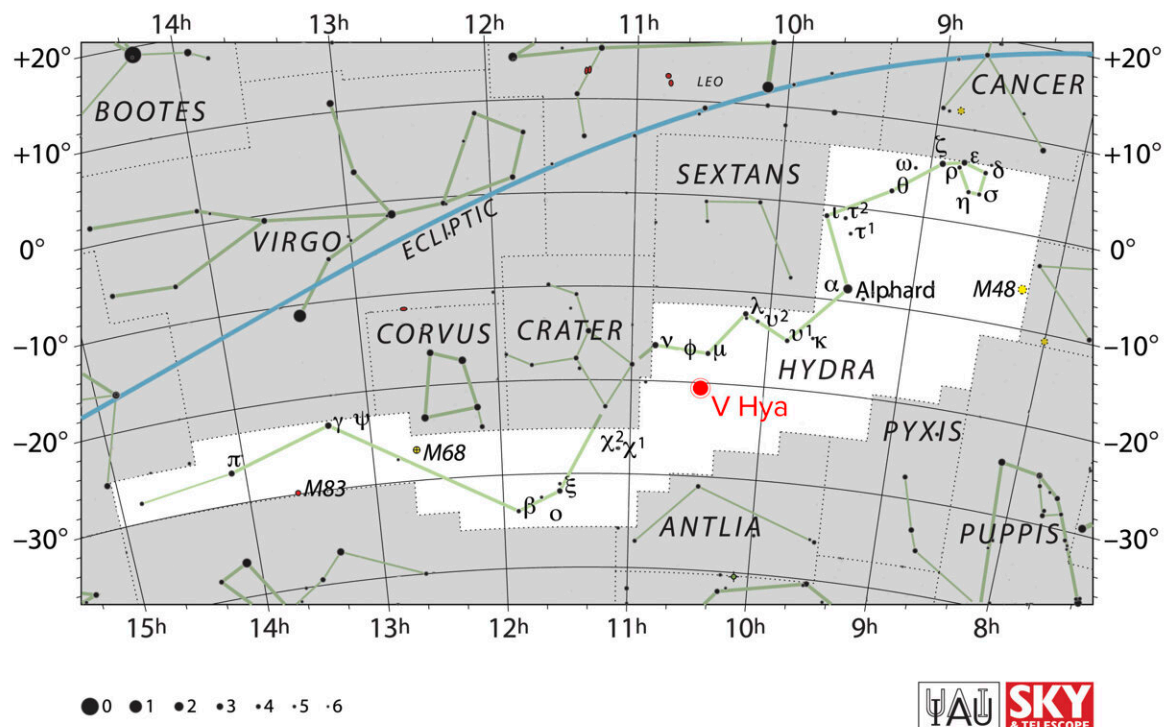 14h 13h 12h 11h 10h 9h
+20° +20°
LEO
CANCER
BOOTES
+10° +10°
SEXTANS
ω ζ ε
θ ρ δ
η σ
ι τ²
τ¹
0° 0°
VIRGO
ECLIPTIC
α Alphard
M48
CORVUS
CRATER
λ
υ²
υ¹ κ
ν φ μ
−10° −10°
HYDRA
V Hya
−20° −20°
γ ψ
PYXIS
M68
χ² χ¹
π
M83
ξ
β ο
ANTLIA
PUPPIS
−30° −30°
15h 14h 13h 12h 11h 10h 9h 8h
0 1 2 3 4 5 6
IAU
SKY
& TELESCOPE